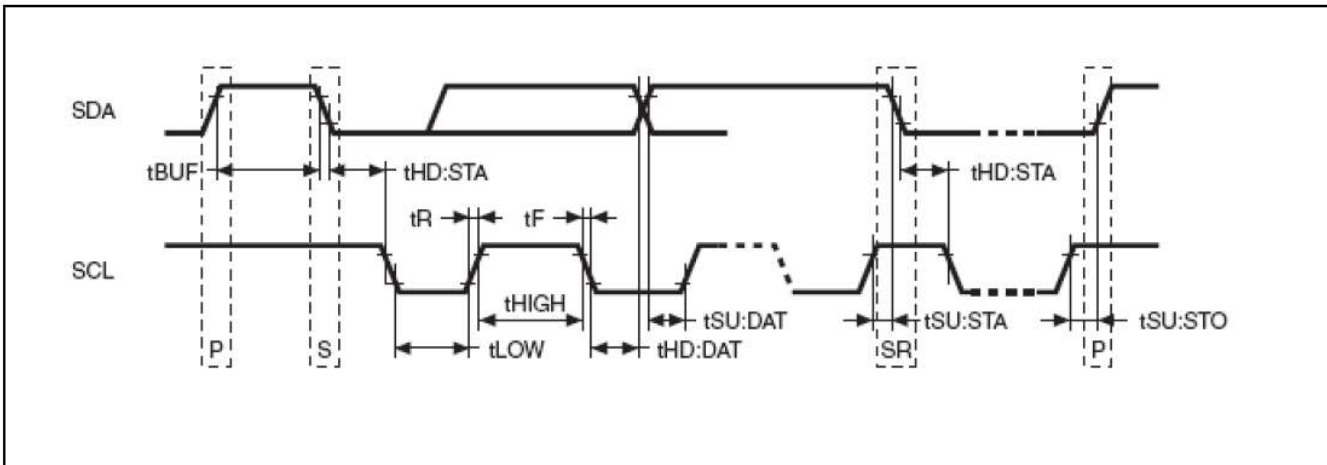 SDA
tBUF tHD:STA tHD:STA
tR tF
SCL
tHIGH tSU:DAT tSU:STA tSU:STO
P S tLOW tHD:DAT SR P